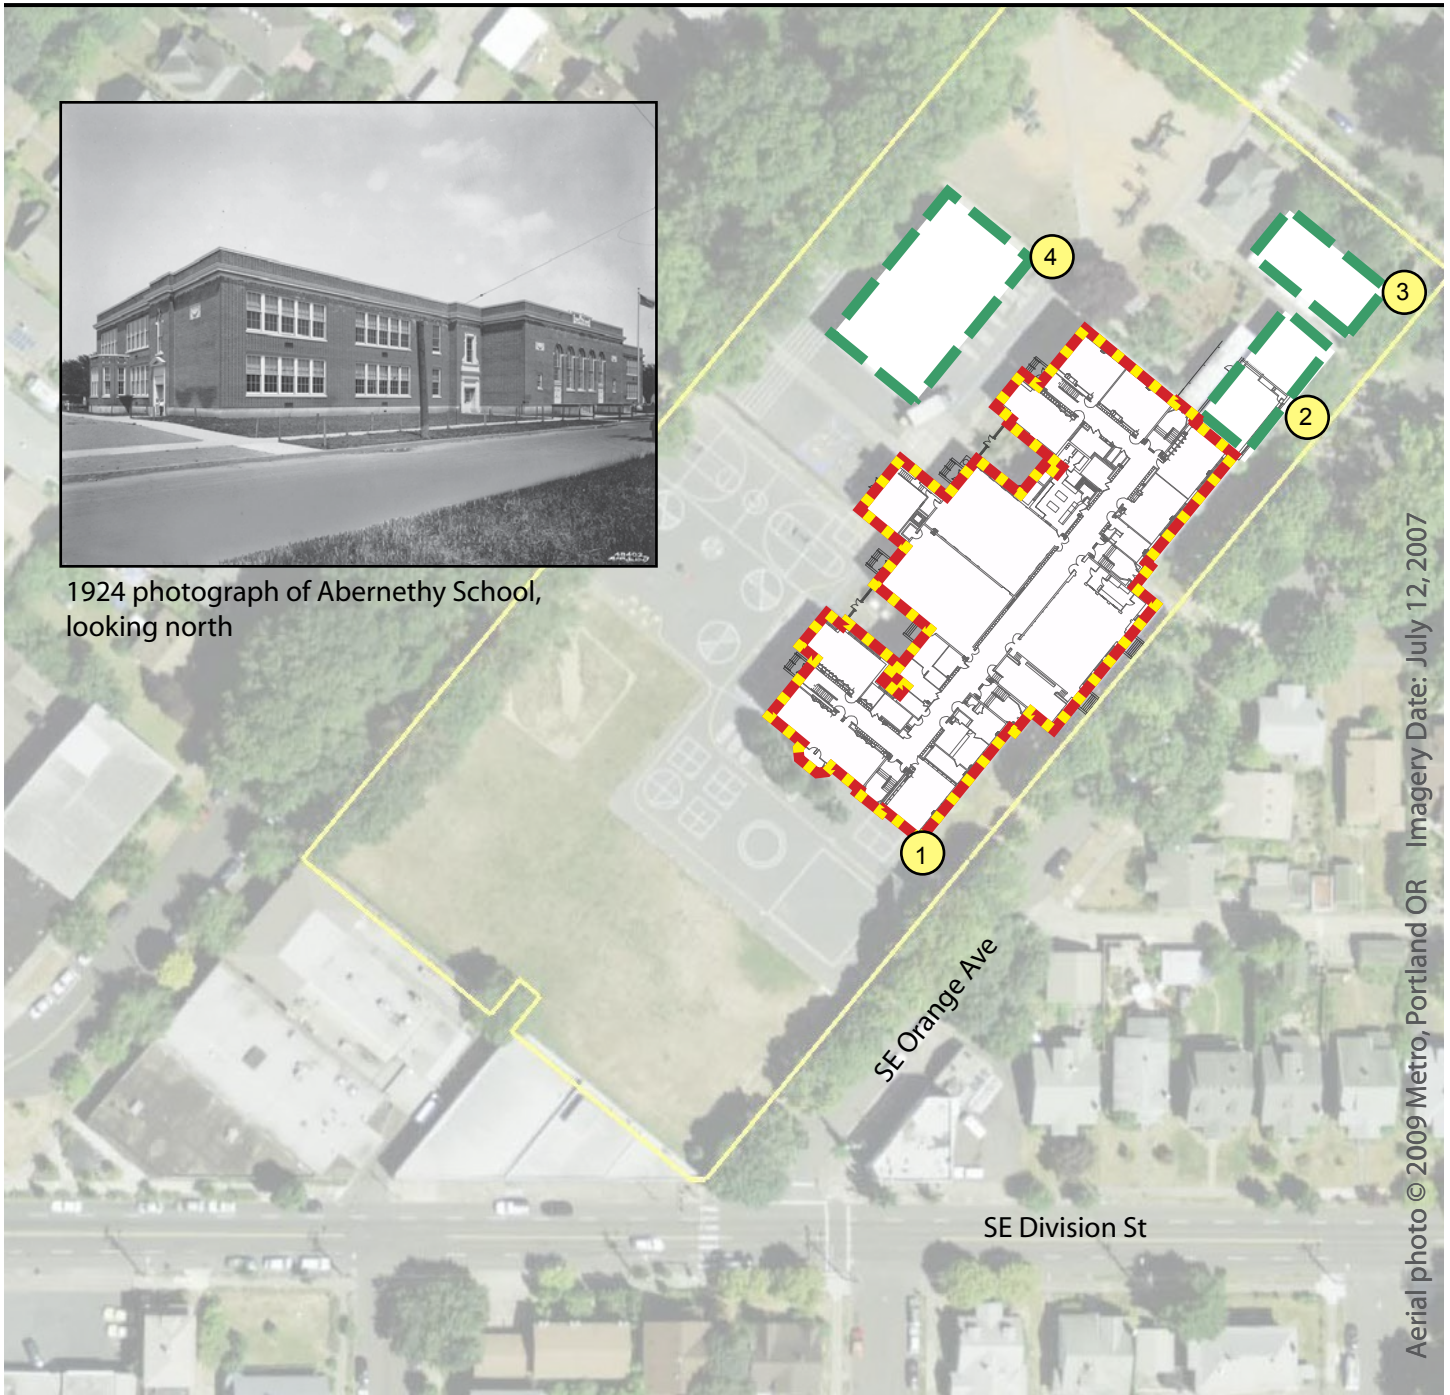 1924 photograph of Abernethy School,
looking north
4
3
2
1
SE Orange Ave
SE Division St
Aerial photo © 2009 Metro, Portland OR Imagery Date: July 12, 2007